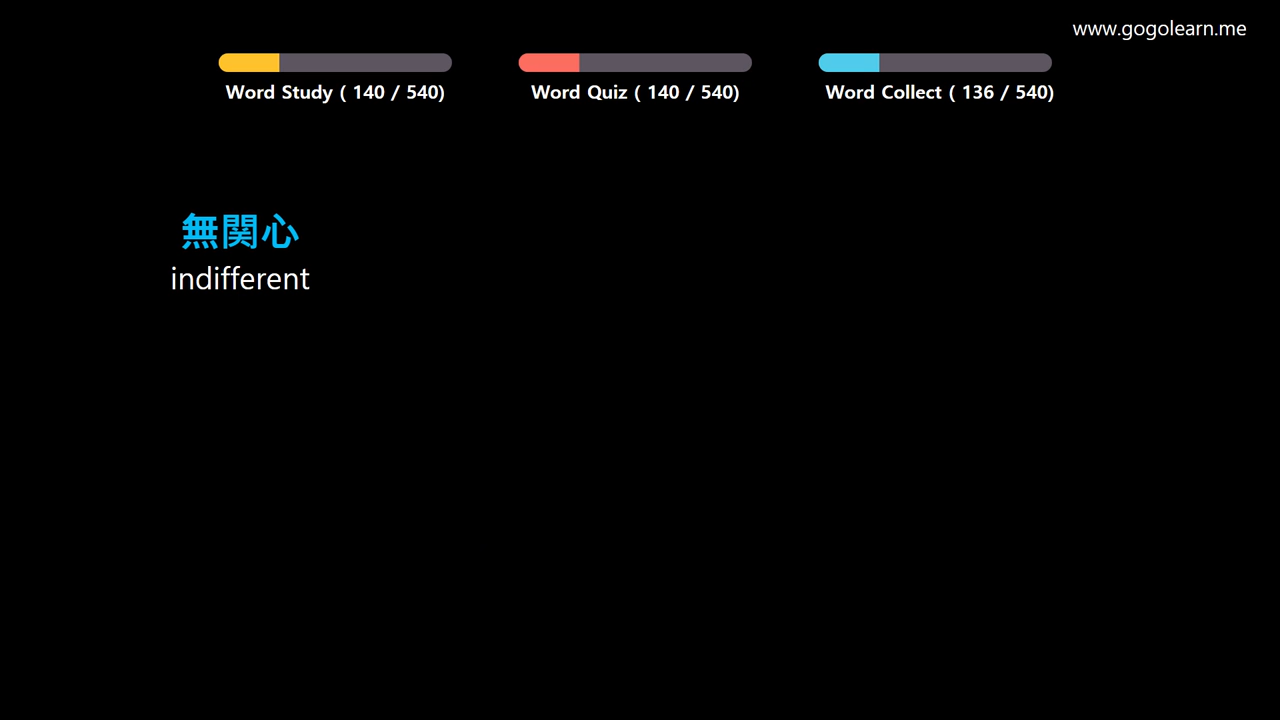 www.gogolearn.me
Word Study ( 140 / 540)
Word Quiz ( 140 / 540)
Word Collect ( 136 / 540)
無関心
indifferent